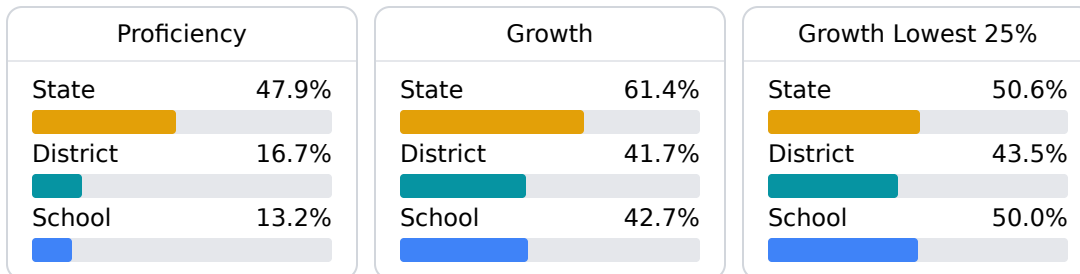 Proficiency
State 47.9%
District 16.7%
School 13.2%
Growth
State 61.4%
District 41.7%
School 42.7%
Growth Lowest 25%
State 50.6%
District 43.5%
School 50.0%